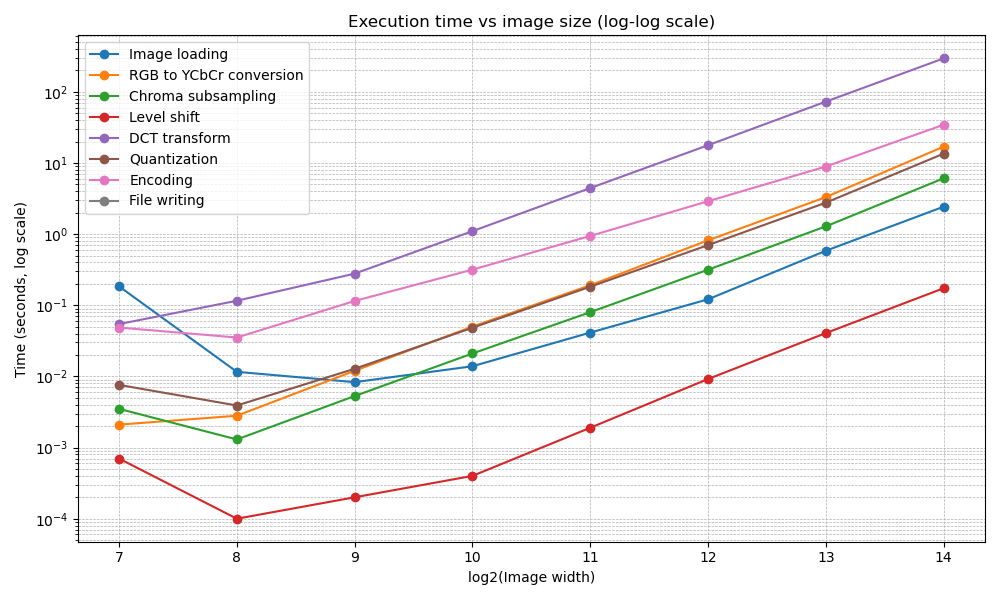 Execution time vs image size (log-log scale)
Image loading
RGB to YCbCr conversion
Chroma subsampling
Level shift
DCT transform
Quantization
Encoding
File writing
Time (seconds, log scale)
10²
10¹
10⁰
10⁻¹
10⁻²
10⁻³
10⁻⁴
7 8 9 10 11 12 13 14
log2(Image width)